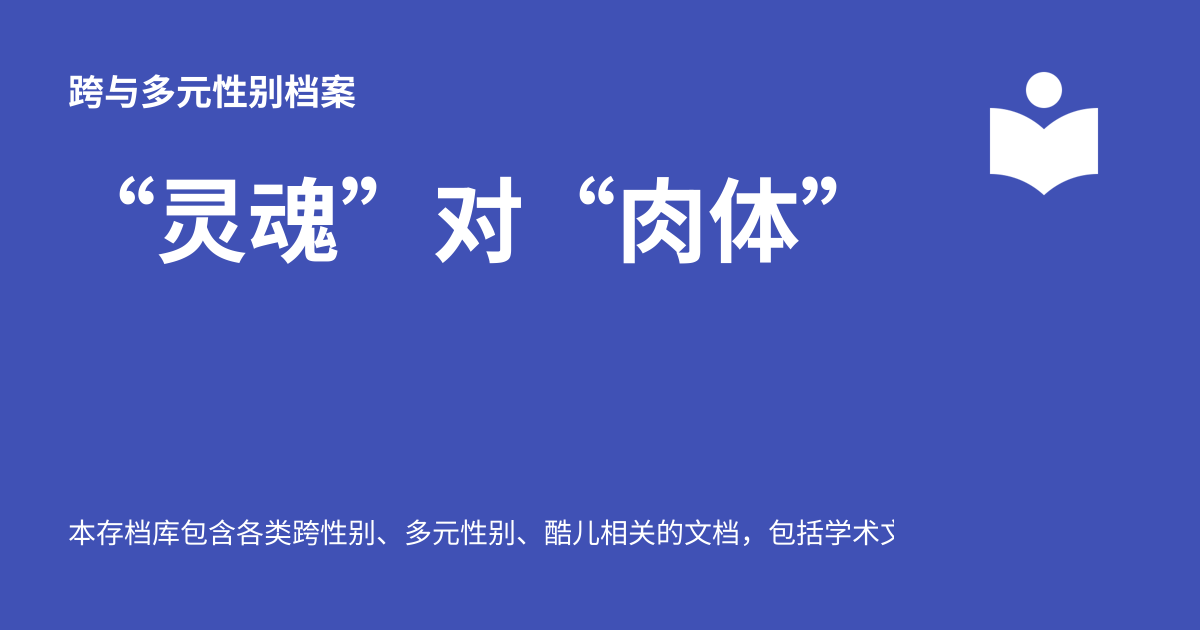 跨与多元性别档案
“灵魂”对“肉体”
本存档库包含各类跨性别、多元性别、酷儿相关的文档，包括学术